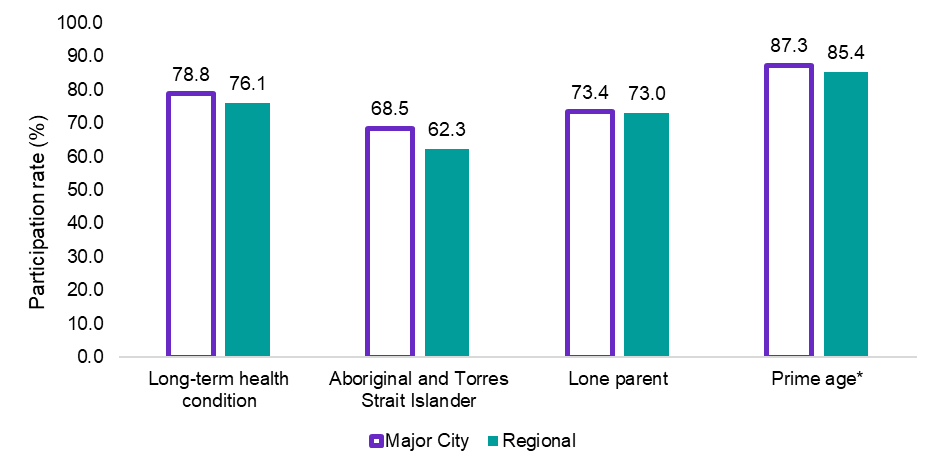 100.0
90.0
80.0
70.0
60.0
50.0
40.0
30.0
20.0
10.0
0.0
Participation rate (%)
78.8
76.1
68.5
62.3
73.4
73.0
87.3
85.4
Long-term health
condition
Aboriginal and Torres
Strait Islander
Lone parent
Prime age*
Major City
Regional